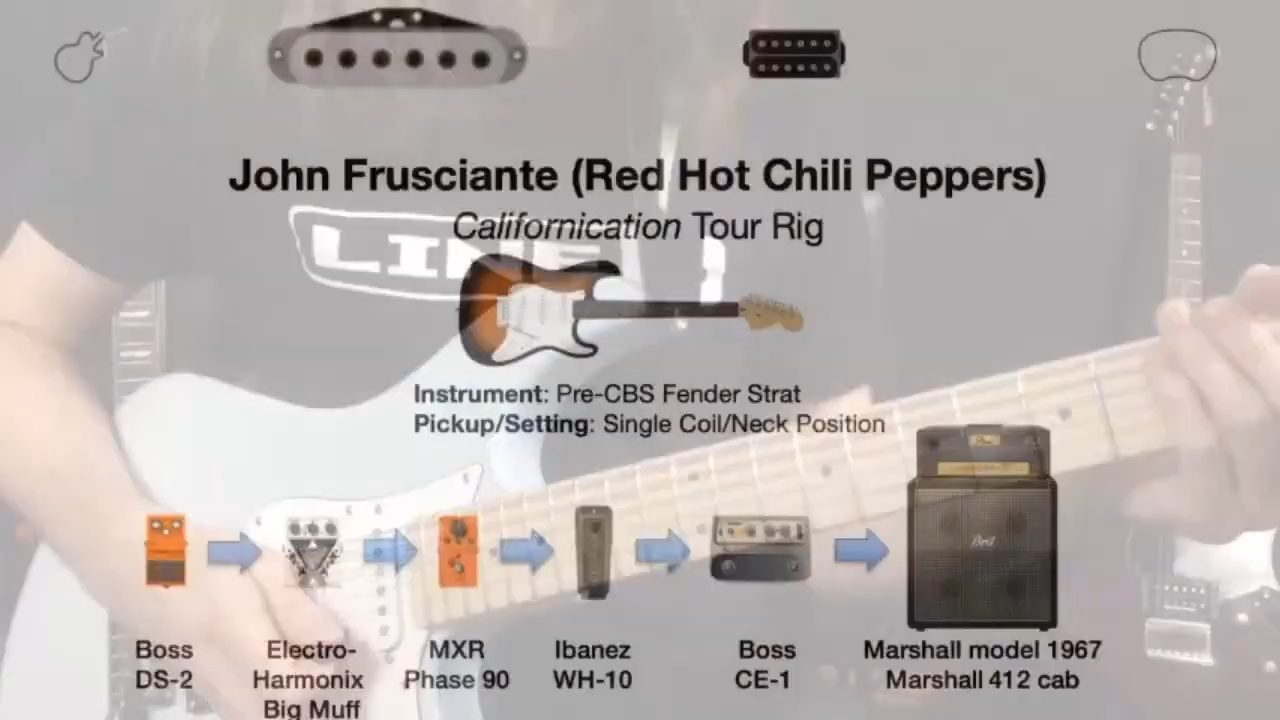 John Frusciante (Red Hot Chili Peppers)
Californication Tour Rig
Instrument: Pre-CBS Fender Strat
Pickup/Setting: Single Coil/Neck Position
Boss
DS-2
Electro-
Harmonix
Big Muff
MXR
Phase 90
Ibanez
WH-10
Boss
CE-1
Marshall model 1967
Marshall 412 cab